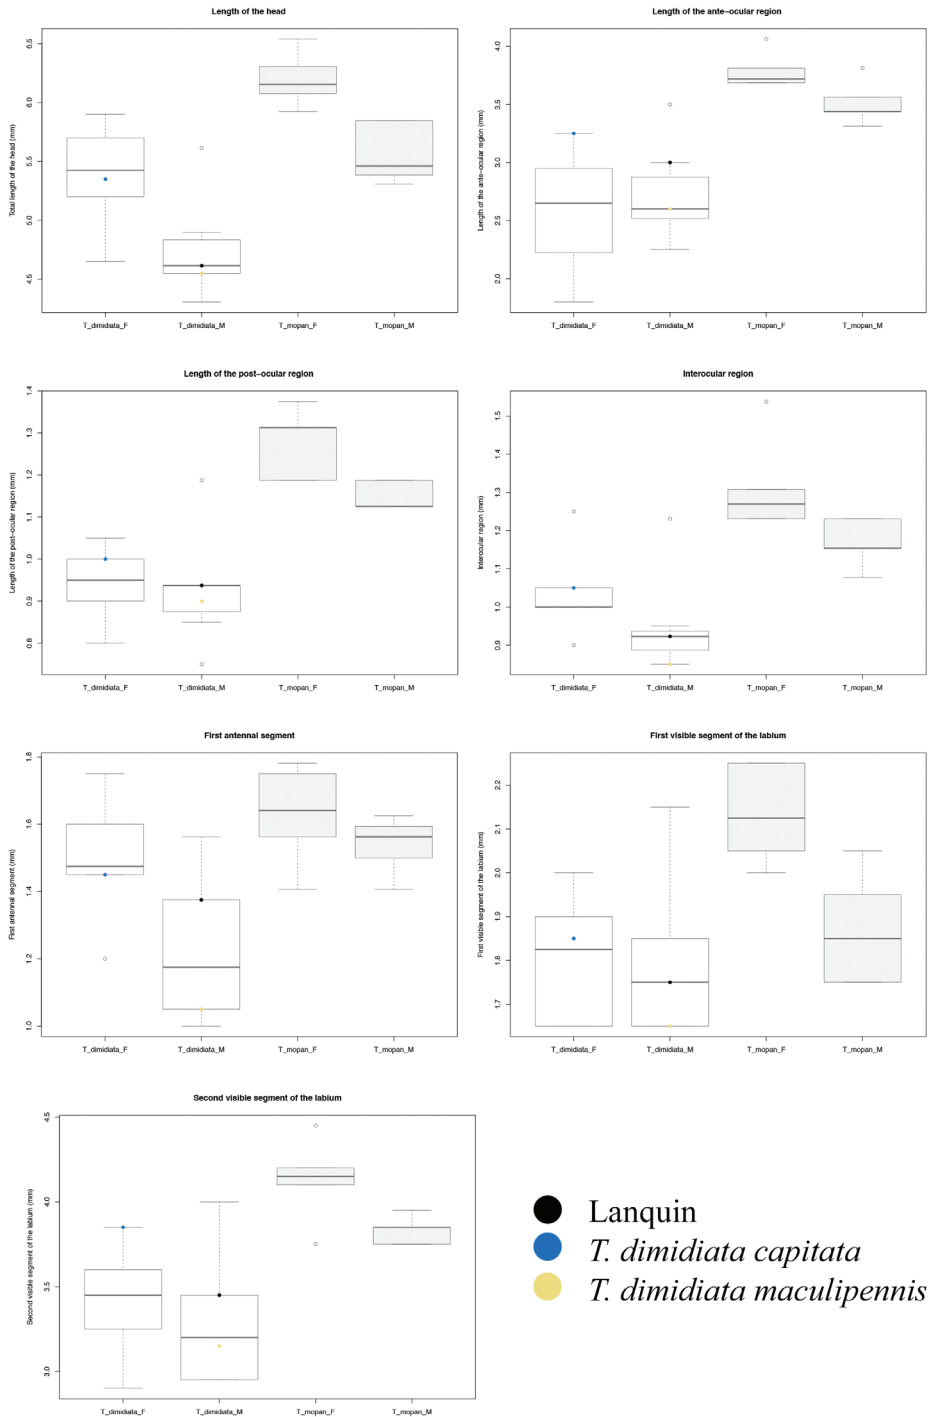 Length of the head
Total length of the head (mm)
6.5
6.0
5.5
5.0
4.5
T_dimidiata_F
T_dimidiata_M
T_mopan_F
T_mopan_M
Length of the ante-ocular region
Length of the ante-ocular region (mm)
4.0
3.5
3.0
2.5
2.0
T_dimidiata_F
T_dimidiata_M
T_mopan_F
T_mopan_M
Length of the post-ocular region
Length of the post-ocular region (mm)
1.4
1.3
1.2
1.1
1.0
0.9
0.8
T_dimidiata_F
T_dimidiata_M
T_mopan_F
T_mopan_M
Interocular region
Interocular region (mm)
1.5
1.4
1.3
1.2
1.1
1.0
0.9
T_dimidiata_F
T_dimidiata_M
T_mopan_F
T_mopan_M
First antennal segment
First antennal segment (mm)
1.8
1.6
1.4
1.2
1.0
T_dimidiata_F
T_dimidiata_M
T_mopan_F
T_mopan_M
First visible segment of the labium
First visible segment of the labium (mm)
2.2
2.1
2.0
1.9
1.8
1.7
T_dimidiata_F
T_dimidiata_M
T_mopan_F
T_mopan_M
Second visible segment of the labium
Second visible segment of the labium (mm)
4.5
4.0
3.5
3.0
T_dimidiata_F
T_dimidiata_M
T_mopan_F
T_mopan_M
Lanquin
T. dimidiata capitata
T. dimidiata maculipennis